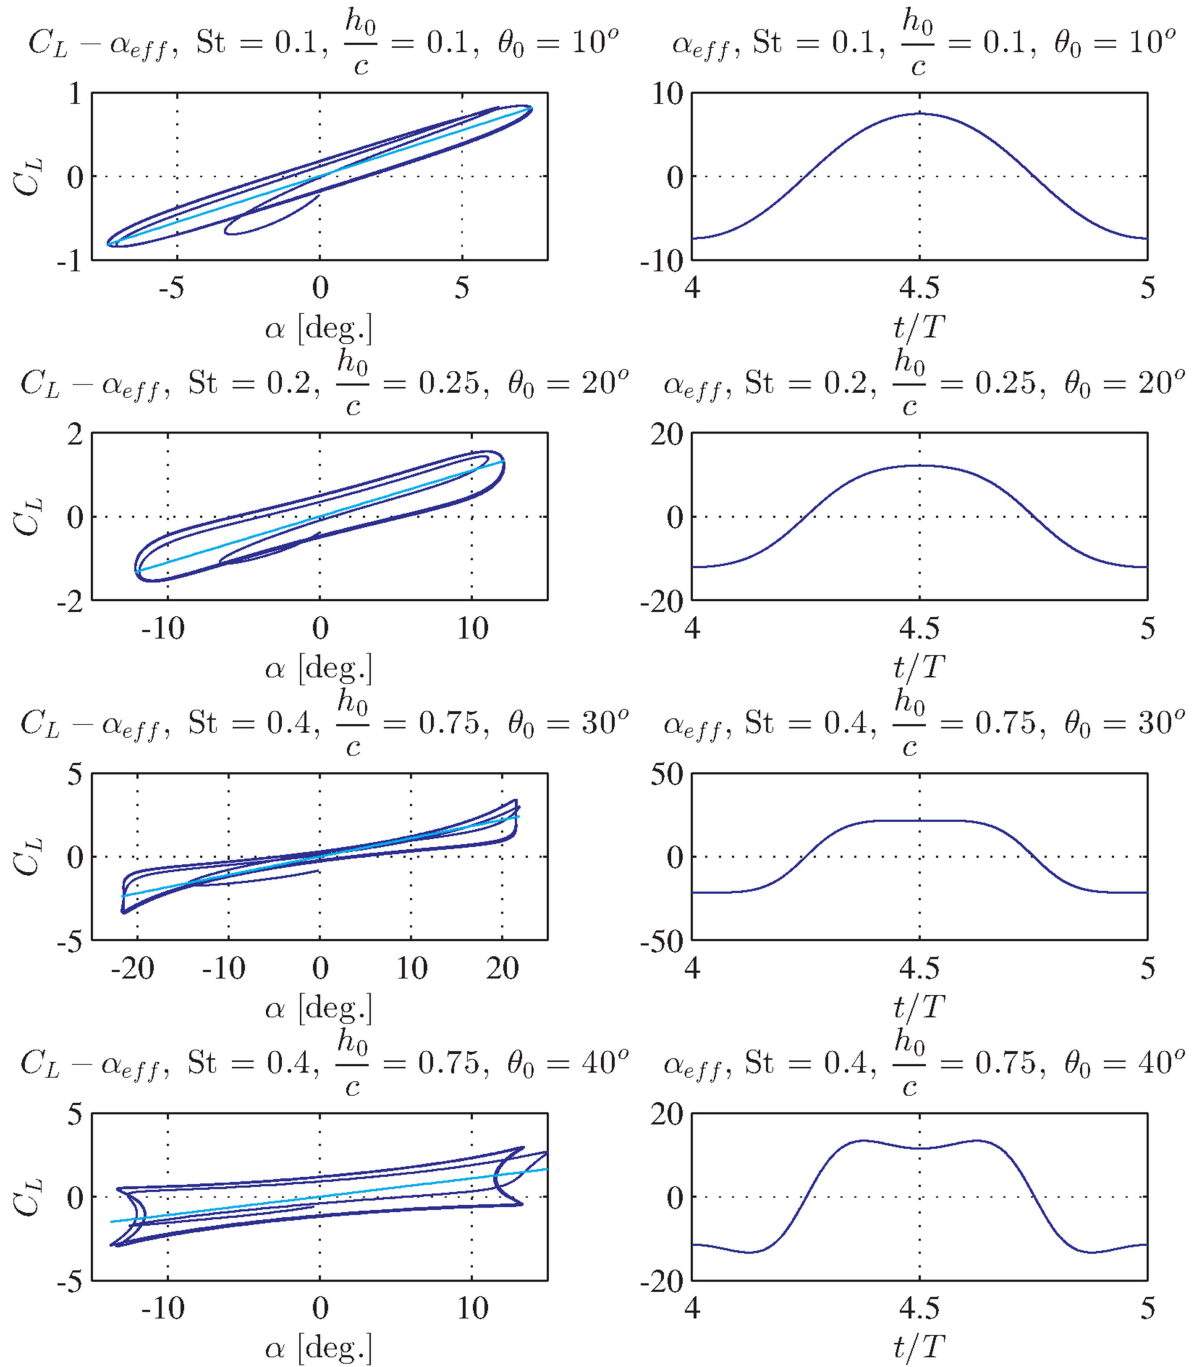 C_L − α_eff, St = 0.1, h_0/c = 0.1, θ_0 = 10^o
1
0
-1
C_L
-5 0 5
α [deg.]
α_eff, St = 0.1, h_0/c = 0.1, θ_0 = 10^o
10
0
-10
4 4.5 5
t/T
C_L − α_eff, St = 0.2, h_0/c = 0.25, θ_0 = 20^o
2
0
-2
C_L
-10 0 10
α [deg.]
α_eff, St = 0.2, h_0/c = 0.25, θ_0 = 20^o
20
0
-20
4 4.5 5
t/T
C_L − α_eff, St = 0.4, h_0/c = 0.75, θ_0 = 30^o
5
0
-5
C_L
-20 -10 0 10 20
α [deg.]
α_eff, St = 0.4, h_0/c = 0.75, θ_0 = 30^o
50
0
-50
4 4.5 5
t/T
C_L − α_eff, St = 0.4, h_0/c = 0.75, θ_0 = 40^o
5
0
-5
C_L
-10 0 10
α [deg.]
α_eff, St = 0.4, h_0/c = 0.75, θ_0 = 40^o
20
0
-20
4 4.5 5
t/T